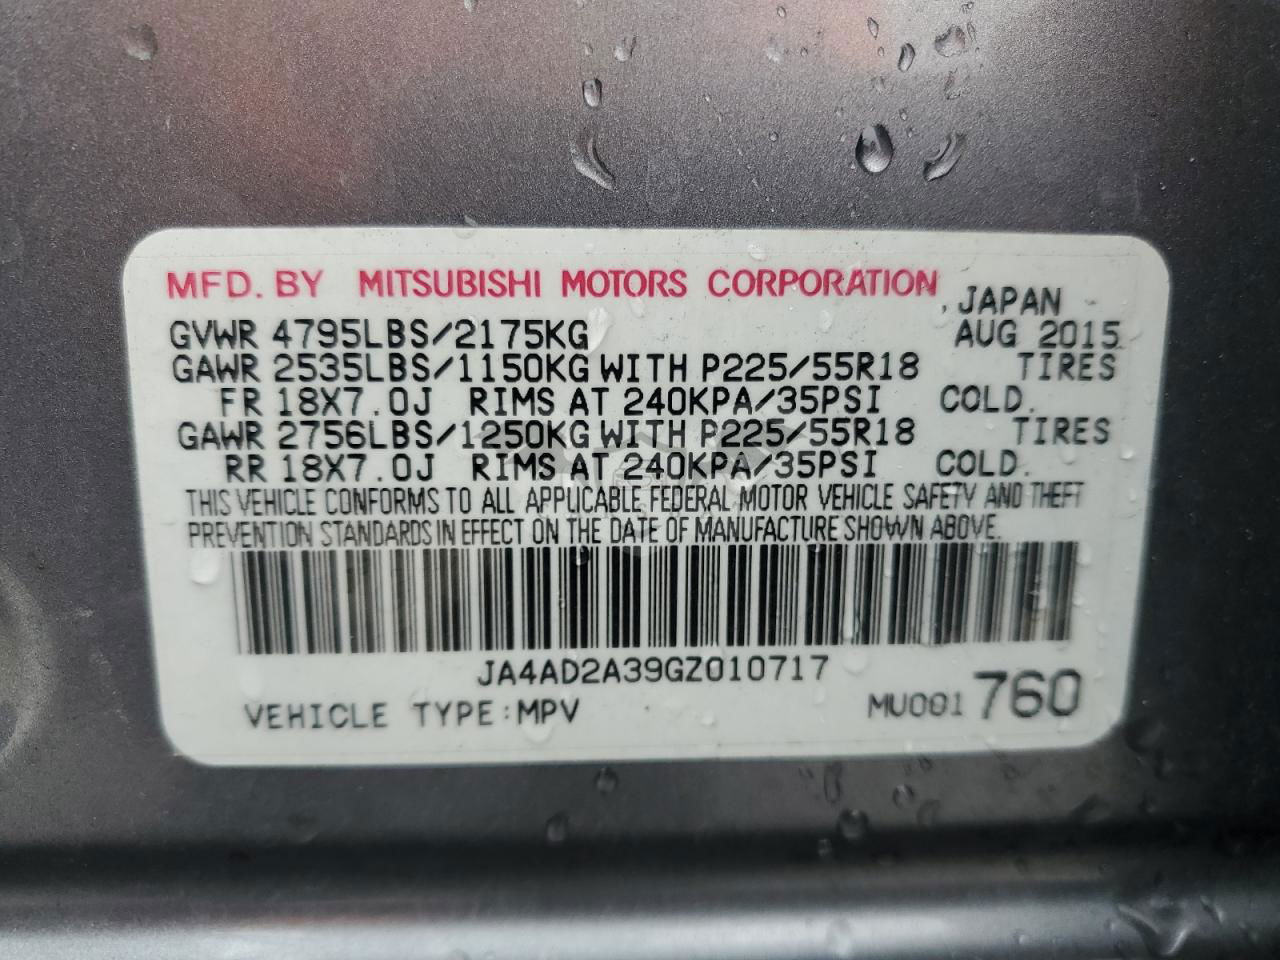 MFD. BY MITSUBISHI MOTORS CORPORATION
, JAPAN
GVWR 4795LBS/2175KG AUG 2015
GAWR 2535LBS/1150KG WITH P225/55R18 TIRES
FR 18X7.0J RIMS AT 240KPA/35PSI COLD.
GAWR 2756LBS/1250KG WITH P225/55R18 TIRES
RR 18X7.0J RIMS AT 240KPA/35PSI COLD.
THIS VEHICLE CONFORMS TO ALL APPLICABLE FEDERAL MOTOR VEHICLE SAFETY AND THEFT
PREVENTION STANDARDS IN EFFECT ON THE DATE OF MANUFACTURE SHOWN ABOVE.
JA4AD2A39GZ010717
VEHICLE TYPE:MPV MU001 760